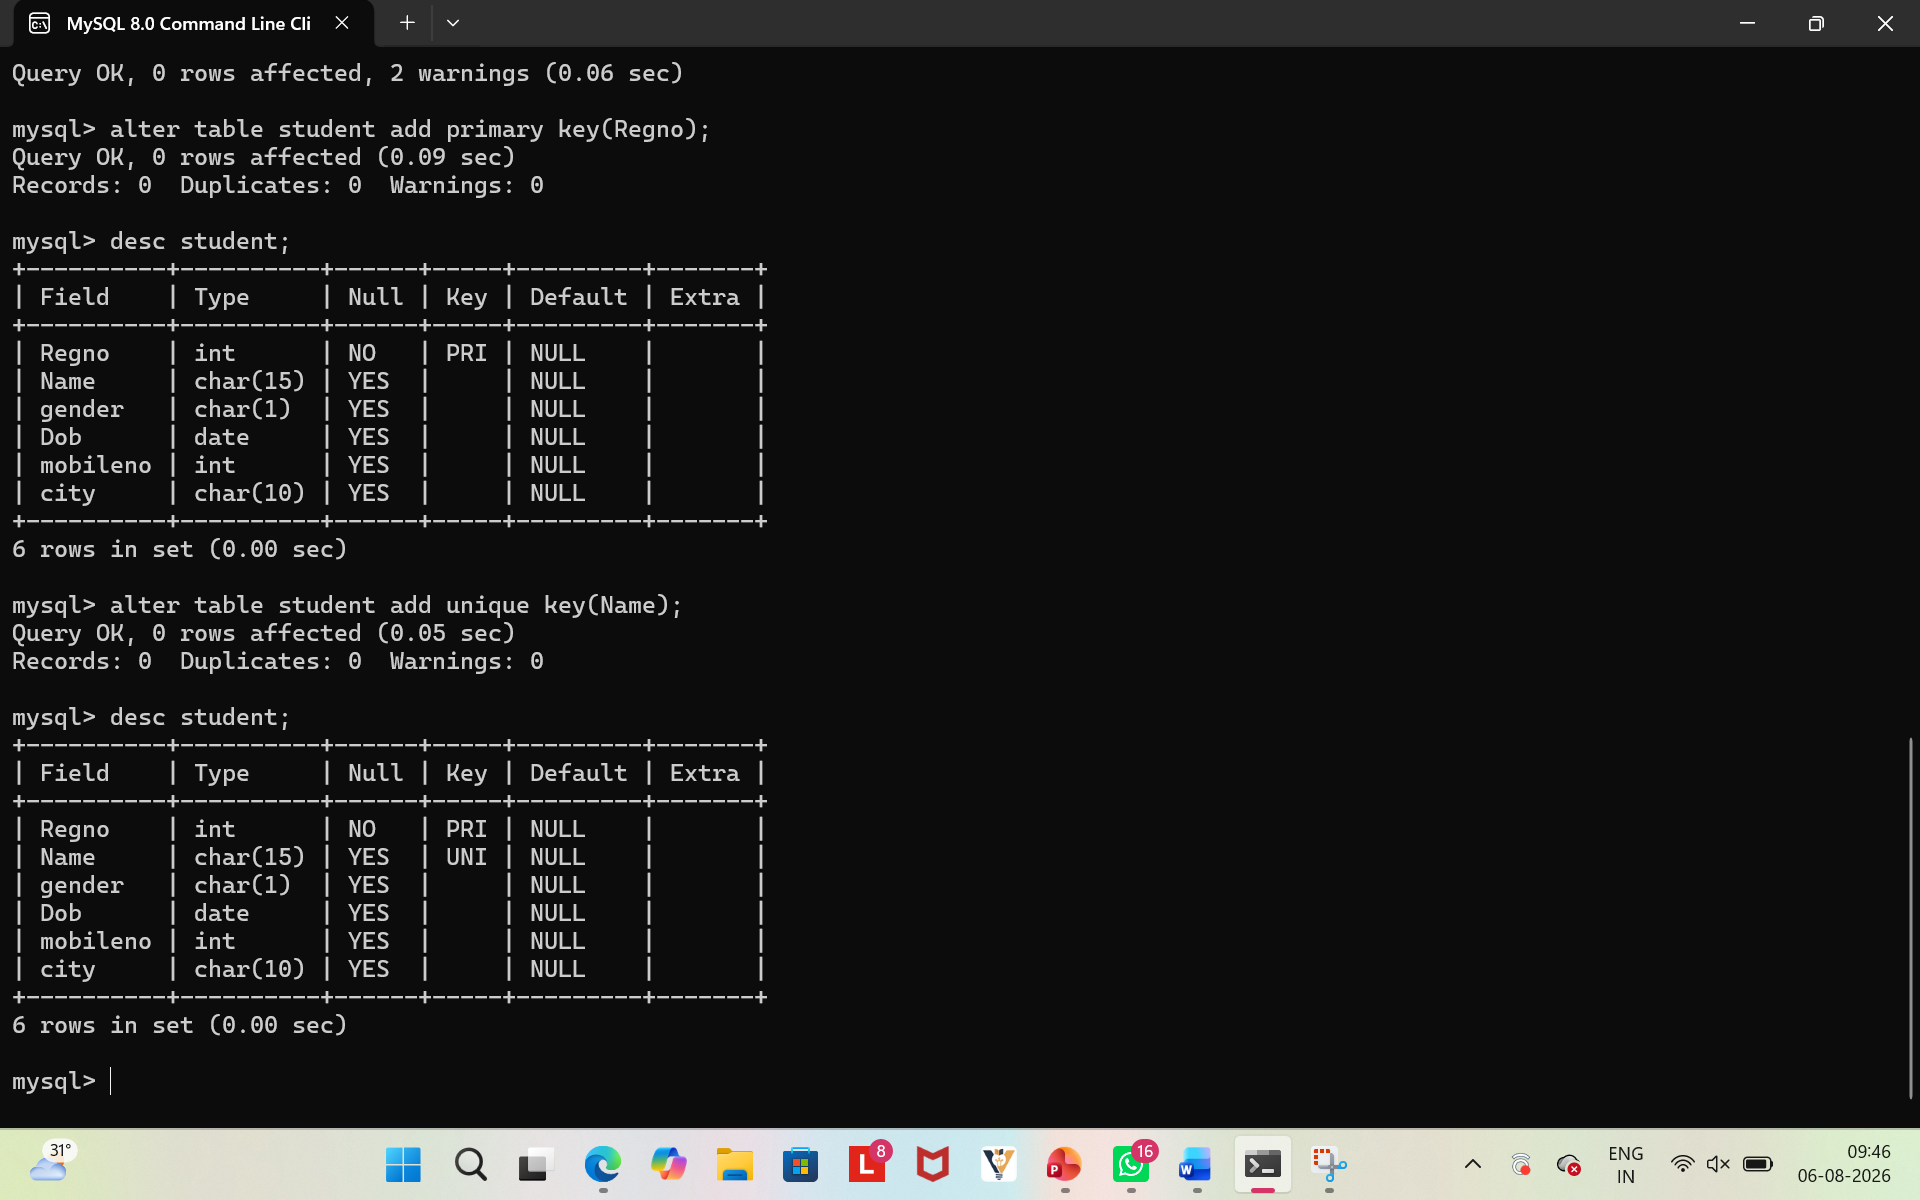 MySQL 8.0 Command Line Cli
Query OK, 0 rows affected, 2 warnings (0.06 sec)
mysql> alter table student add primary key(Regno);
Query OK, 0 rows affected (0.09 sec)
Records: 0  Duplicates: 0  Warnings: 0
mysql> desc student;
+----------+----------+------+-----+---------+-------+
| Field    | Type     | Null | Key | Default | Extra |
+----------+----------+------+-----+---------+-------+
| Regno    | int      | NO   | PRI | NULL    |       |
| Name     | char(15) | YES  |     | NULL    |       |
| gender   | char(1)  | YES  |     | NULL    |       |
| Dob      | date     | YES  |     | NULL    |       |
| mobileno | int      | YES  |     | NULL    |       |
| city     | char(10) | YES  |     | NULL    |       |
+----------+----------+------+-----+---------+-------+
6 rows in set (0.00 sec)
mysql> alter table student add unique key(Name);
Query OK, 0 rows affected (0.05 sec)
Records: 0  Duplicates: 0  Warnings: 0
mysql> desc student;
+----------+----------+------+-----+---------+-------+
| Field    | Type     | Null | Key | Default | Extra |
+----------+----------+------+-----+---------+-------+
| Regno    | int      | NO   | PRI | NULL    |       |
| Name     | char(15) | YES  | UNI | NULL    |       |
| gender   | char(1)  | YES  |     | NULL    |       |
| Dob      | date     | YES  |     | NULL    |       |
| mobileno | int      | YES  |     | NULL    |       |
| city     | char(10) | YES  |     | NULL    |       |
+----------+----------+------+-----+---------+-------+
6 rows in set (0.00 sec)
mysql>
31°
L 8
P
16
W
ENG
IN
09:46
06-08-2026